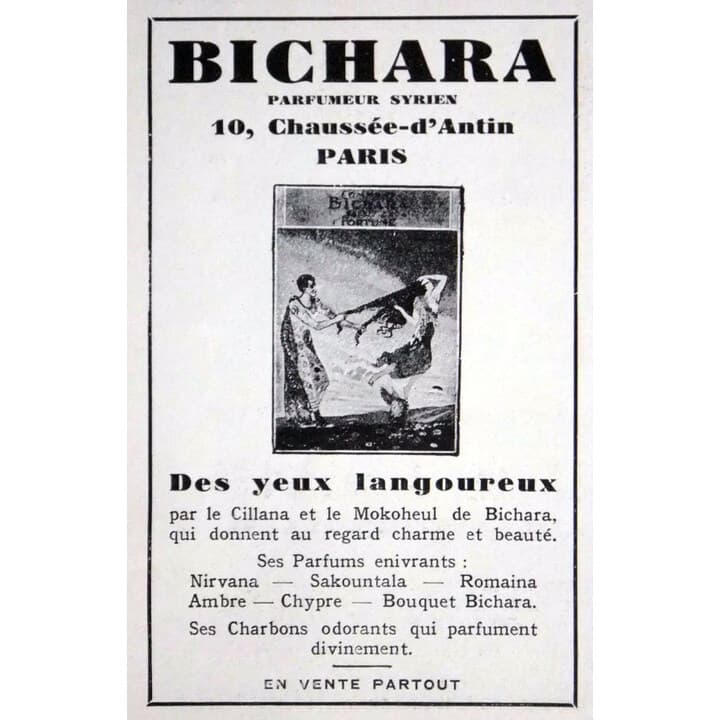 BICHARA
PARFUMEUR SYRIEN
10, Chaussée-d'Antin
PARIS
BICHARA
FORTUNE
Des yeux langoureux
par le Cillana et le Mokoheul de Bichara,
qui donnent au regard charme et beauté.
Ses Parfums enivrants :
Nirvana — Sakountala — Romaina
Ambre — Chypre — Bouquet Bichara.
Ses Charbons odorants qui parfument
divinement.
EN VENTE PARTOUT